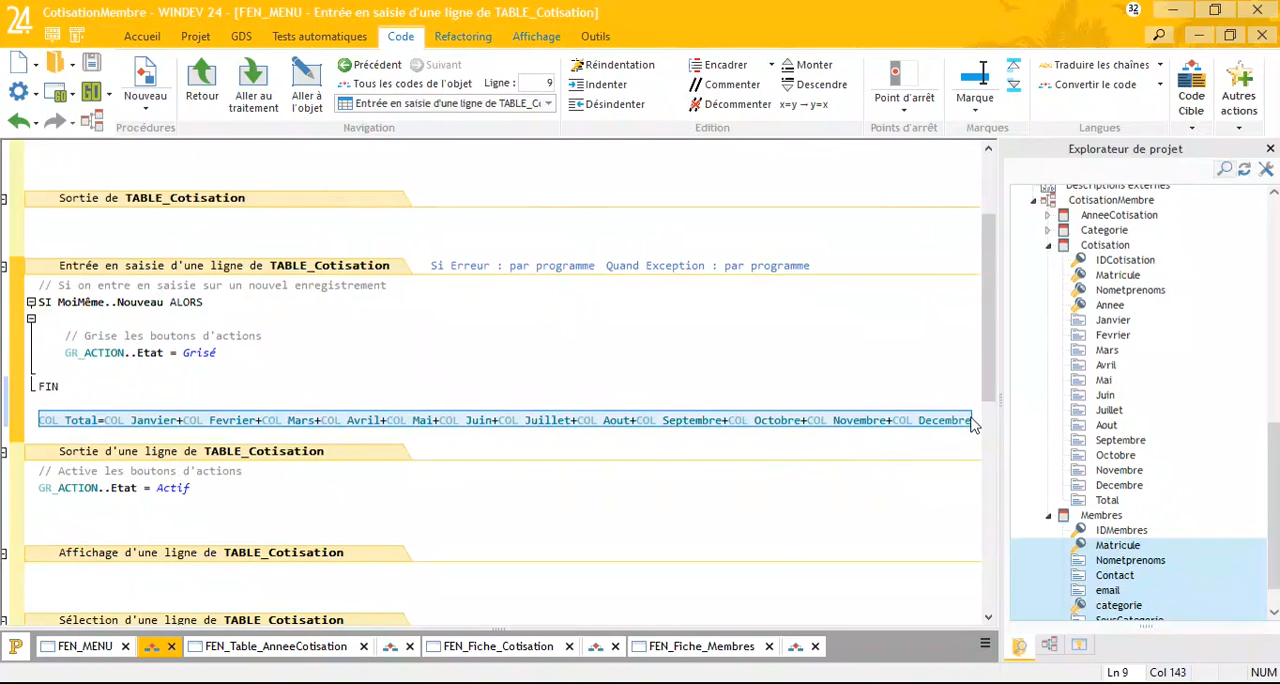 24 CotisationMembre - WINDEV 24 - [FEN_MENU - Entrée en saisie d'une ligne de TABLE_Cotisation]
32
Accueil Projet GDS Tests automatiques Code Refactoring Affichage Outils
Nouveau
Procédures
Retour
Aller au traitement
Aller à l'objet
Précédent Suivant Ligne : 9
Tous les codes de l'objet
Entrée en saisie d'une ligne de TABLE_Cc
Navigation
Réindentation
Indenter
Désindenter
Encadrer
Commenter
Décommenter
Monter
Descendre
x=y → y=x
Edition
Point d'arrêt
Points d'arrêt
Marque
Marques
Traduire les chaînes
Convertir le code
Langues
Code Cible
Autres actions
Sortie de TABLE_Cotisation
Entrée en saisie d'une ligne de TABLE_Cotisation Si Erreur : par programme Quand Exception : par programme
// Si on entre en saisie sur un nouvel enregistrement
SI MoiMême..Nouveau ALORS
// Grise les boutons d'actions
GR_ACTION..Etat = Grisé
FIN
COL_Total=COL_Janvier+COL_Fevrier+COL_Mars+COL_Avril+COL_Mai+COL_Juin+COL_Juillet+COL_Aout+COL_Septembre+COL_Octobre+COL_Novembre+COL_Decembre
Sortie d'une ligne de TABLE_Cotisation
// Active les boutons d'actions
GR_ACTION..Etat = Actif
Affichage d'une ligne de TABLE_Cotisation
Sélection d'une ligne de TABLE_Cotisation
Explorateur de projet
Descriptions externes
CotisationMembre
AnneeCotisation
Categorie
Cotisation
IDCotisation
Matricule
Nometprenoms
Annee
Janvier
Fevrier
Mars
Avril
Mai
Juin
Juillet
Aout
Septembre
Octobre
Novembre
Decembre
Total
Membres
IDMembres
Matricule
Nometprenoms
Contact
email
categorie
SousCategorie
P FEN_MENU FEN_Table_AnneeCotisation FEN_Fiche_Cotisation FEN_Fiche_Membres
Ln 9 Col 143 NUM